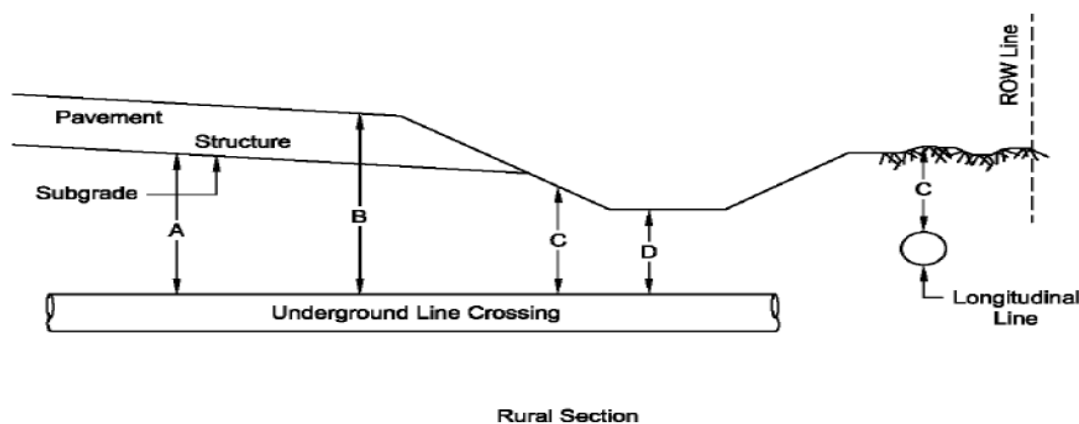 ROW Line
Pavement
Structure
Subgrade
A
B
C
D
C
Underground Line Crossing
Longitudinal
Line
Rural Section